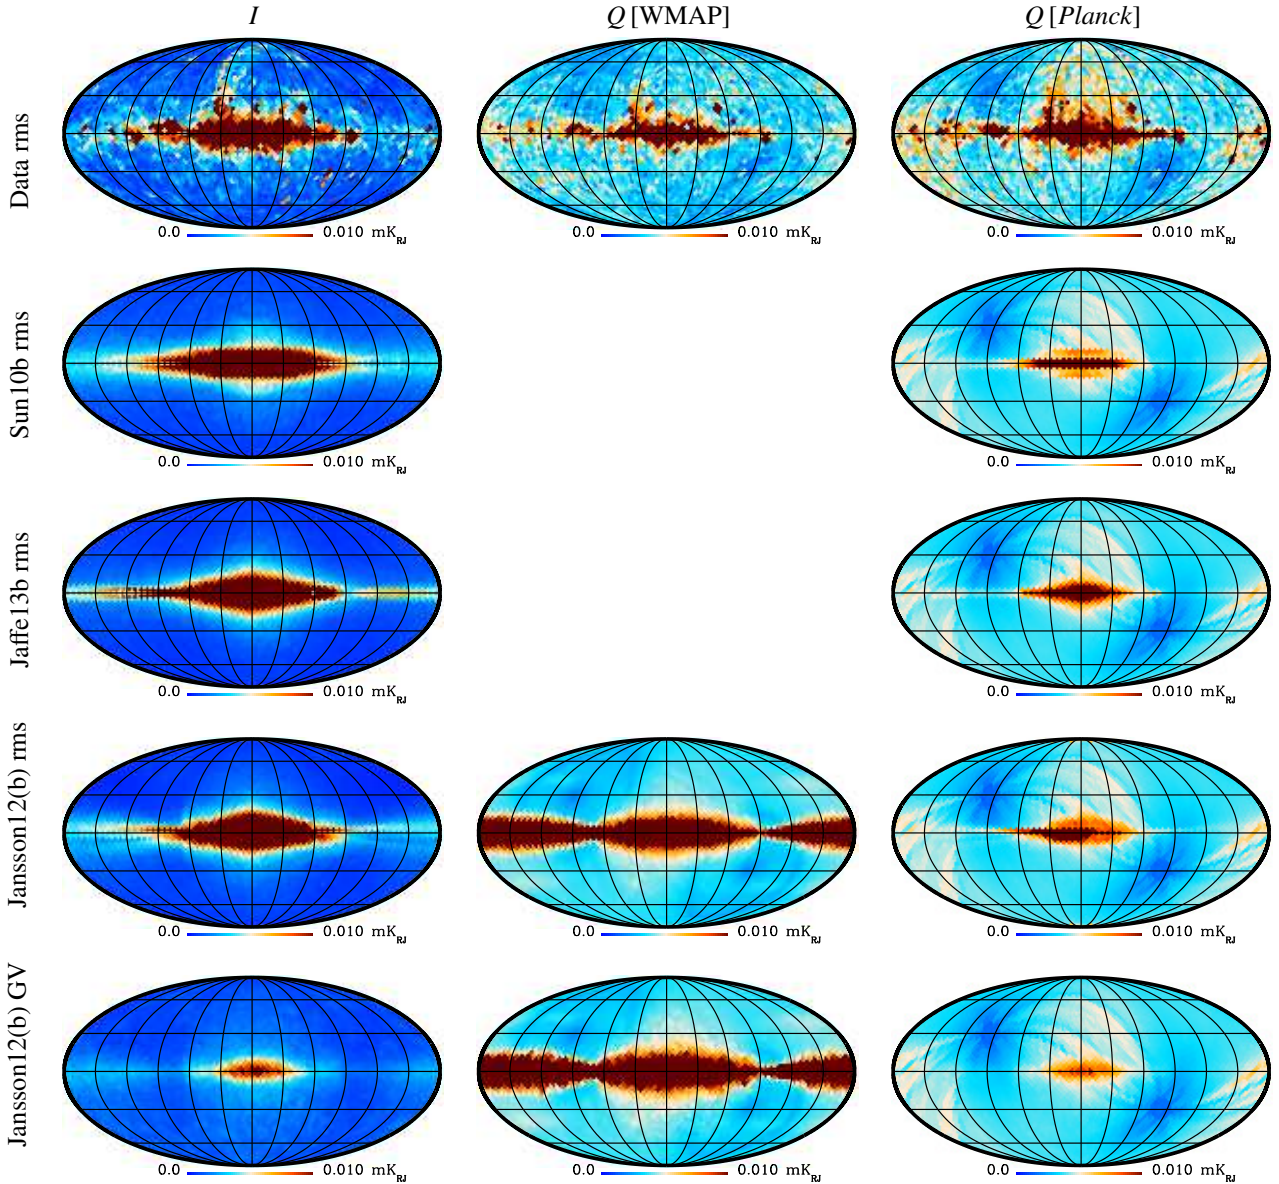 I Q [WMAP] Q [Planck]
Data rms
0.0 0.010 mK_RJ 0.0 0.010 mK_RJ 0.0 0.010 mK_RJ
Sun10b rms
0.0 0.010 mK_RJ 0.0 0.010 mK_RJ
Jaffe13b rms
0.0 0.010 mK_RJ 0.0 0.010 mK_RJ
Jansson12(b) rms
0.0 0.010 mK_RJ 0.0 0.010 mK_RJ 0.0 0.010 mK_RJ
Jansson12(b) GV
0.0 0.010 mK_RJ 0.0 0.010 mK_RJ 0.0 0.010 mK_RJ